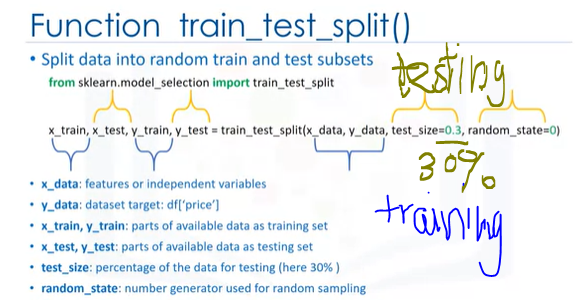 Function train_test_split()
• Split data into random train and test subsets
testing
from sklearn.model_selection import train_test_split
x_train, x_test, y_train, y_test = train_test_split(x_data, y_data, test_size=0.3, random_state=0)
30%
training
• x_data: features or independent variables
• y_data: dataset target: df['price']
• x_train, y_train: parts of available data as training set
• x_test, y_test: parts of available data as testing set
• test_size: percentage of the data for testing (here 30% )
• random_state: number generator used for random sampling